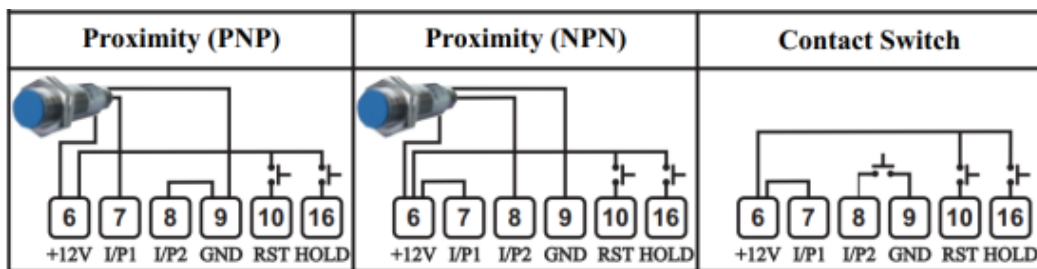 Proximity (PNP) Proximity (NPN) Contact Switch
6 7 8 9 10 16 6 7 8 9 10 16 6 7 8 9 10 16
+12V I/P1 I/P2 GND RST HOLD +12V I/P1 I/P2 GND RST HOLD +12V I/P1 I/P2 GND RST HOLD